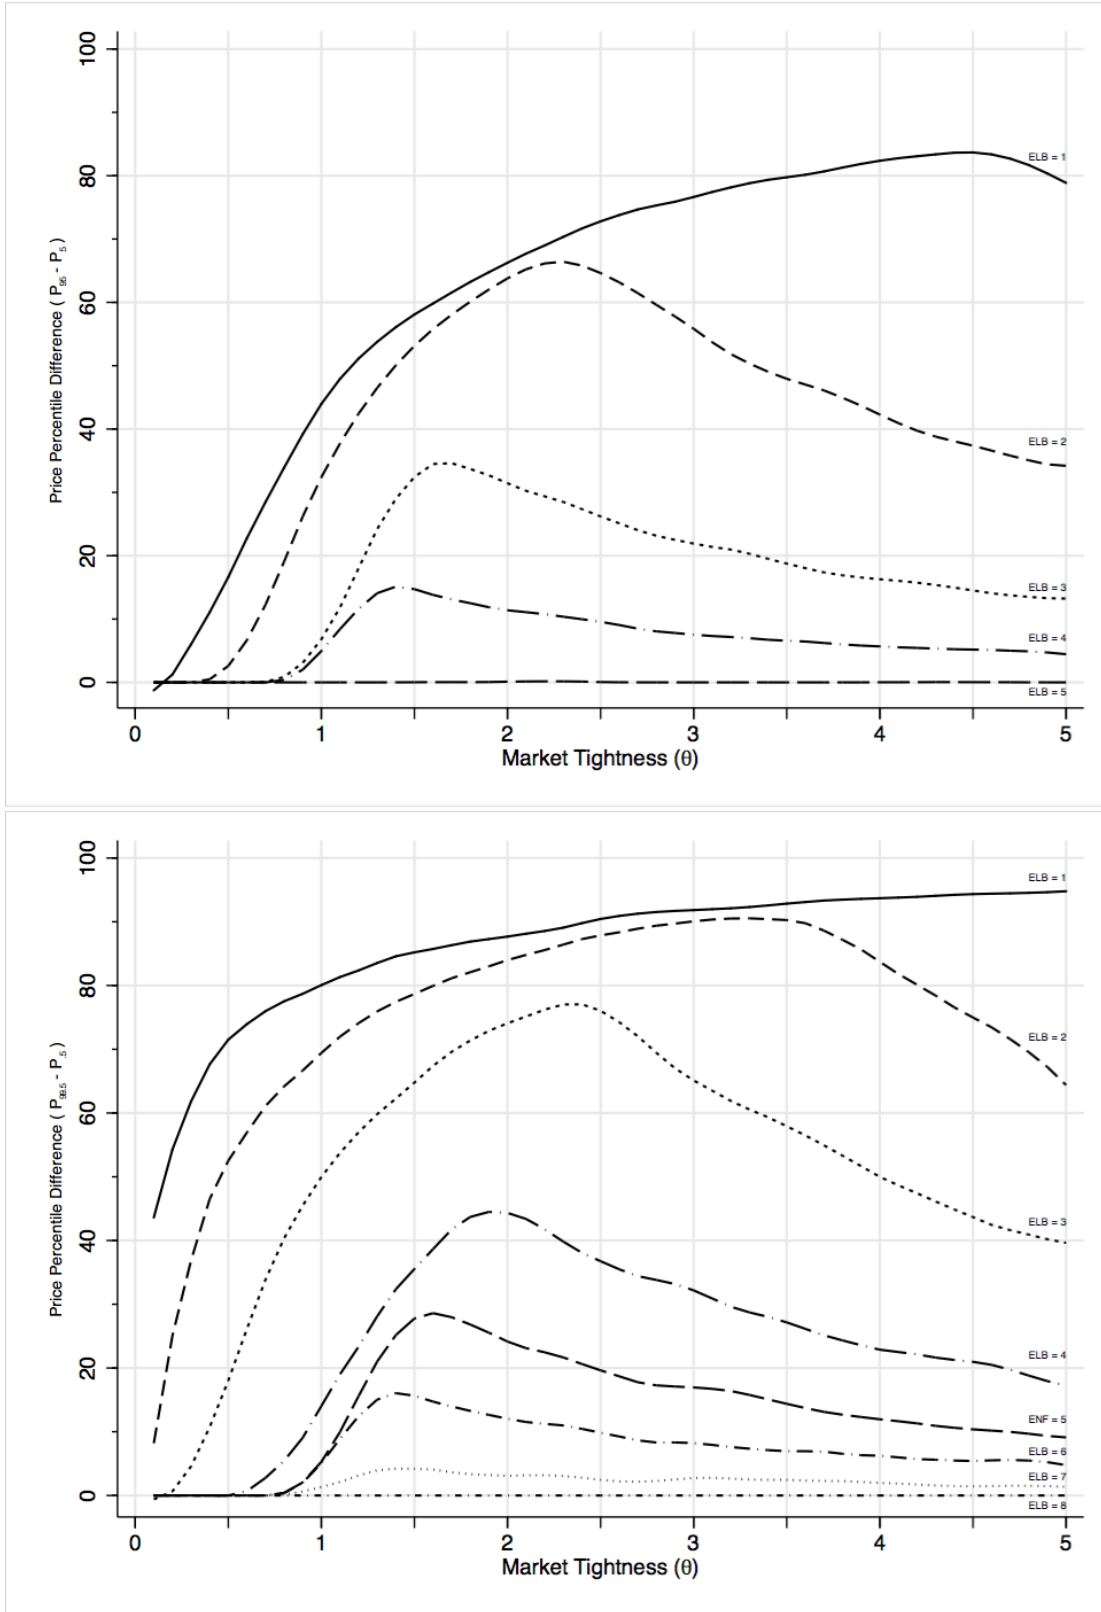 100
80
60
40
20
0
Price Percentile Difference ( P95 - P5 )
ELB = 1
ELB = 2
ELB = 3
ELB = 4
ELB = 5
0 1 2 3 4 5
Market Tightness (θ)
100
80
60
40
20
0
Price Percentile Difference ( P99.5 - P.5 )
ELB = 1
ELB = 2
ELB = 3
ELB = 4
ENF = 5
ELB = 6
ELB = 7
ELB = 8
0 1 2 3 4 5
Market Tightness (θ)